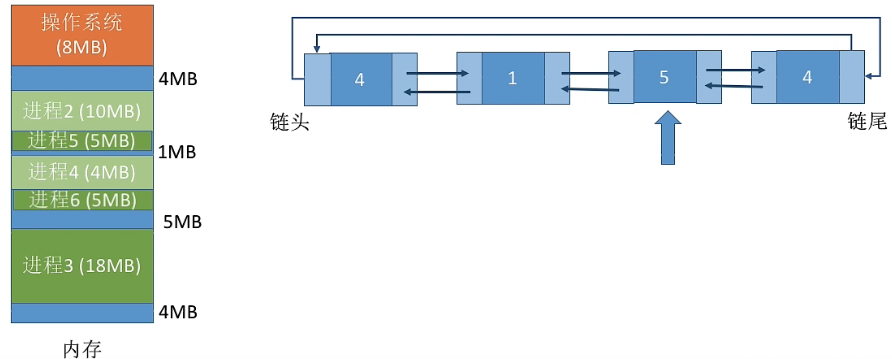 操作系统
(8MB)
4MB
进程2 (10MB)
进程5 (5MB)
1MB
进程4 (4MB)
进程6 (5MB)
5MB
进程3 (18MB)
4MB
内存
4
1
5
4
链头
链尾